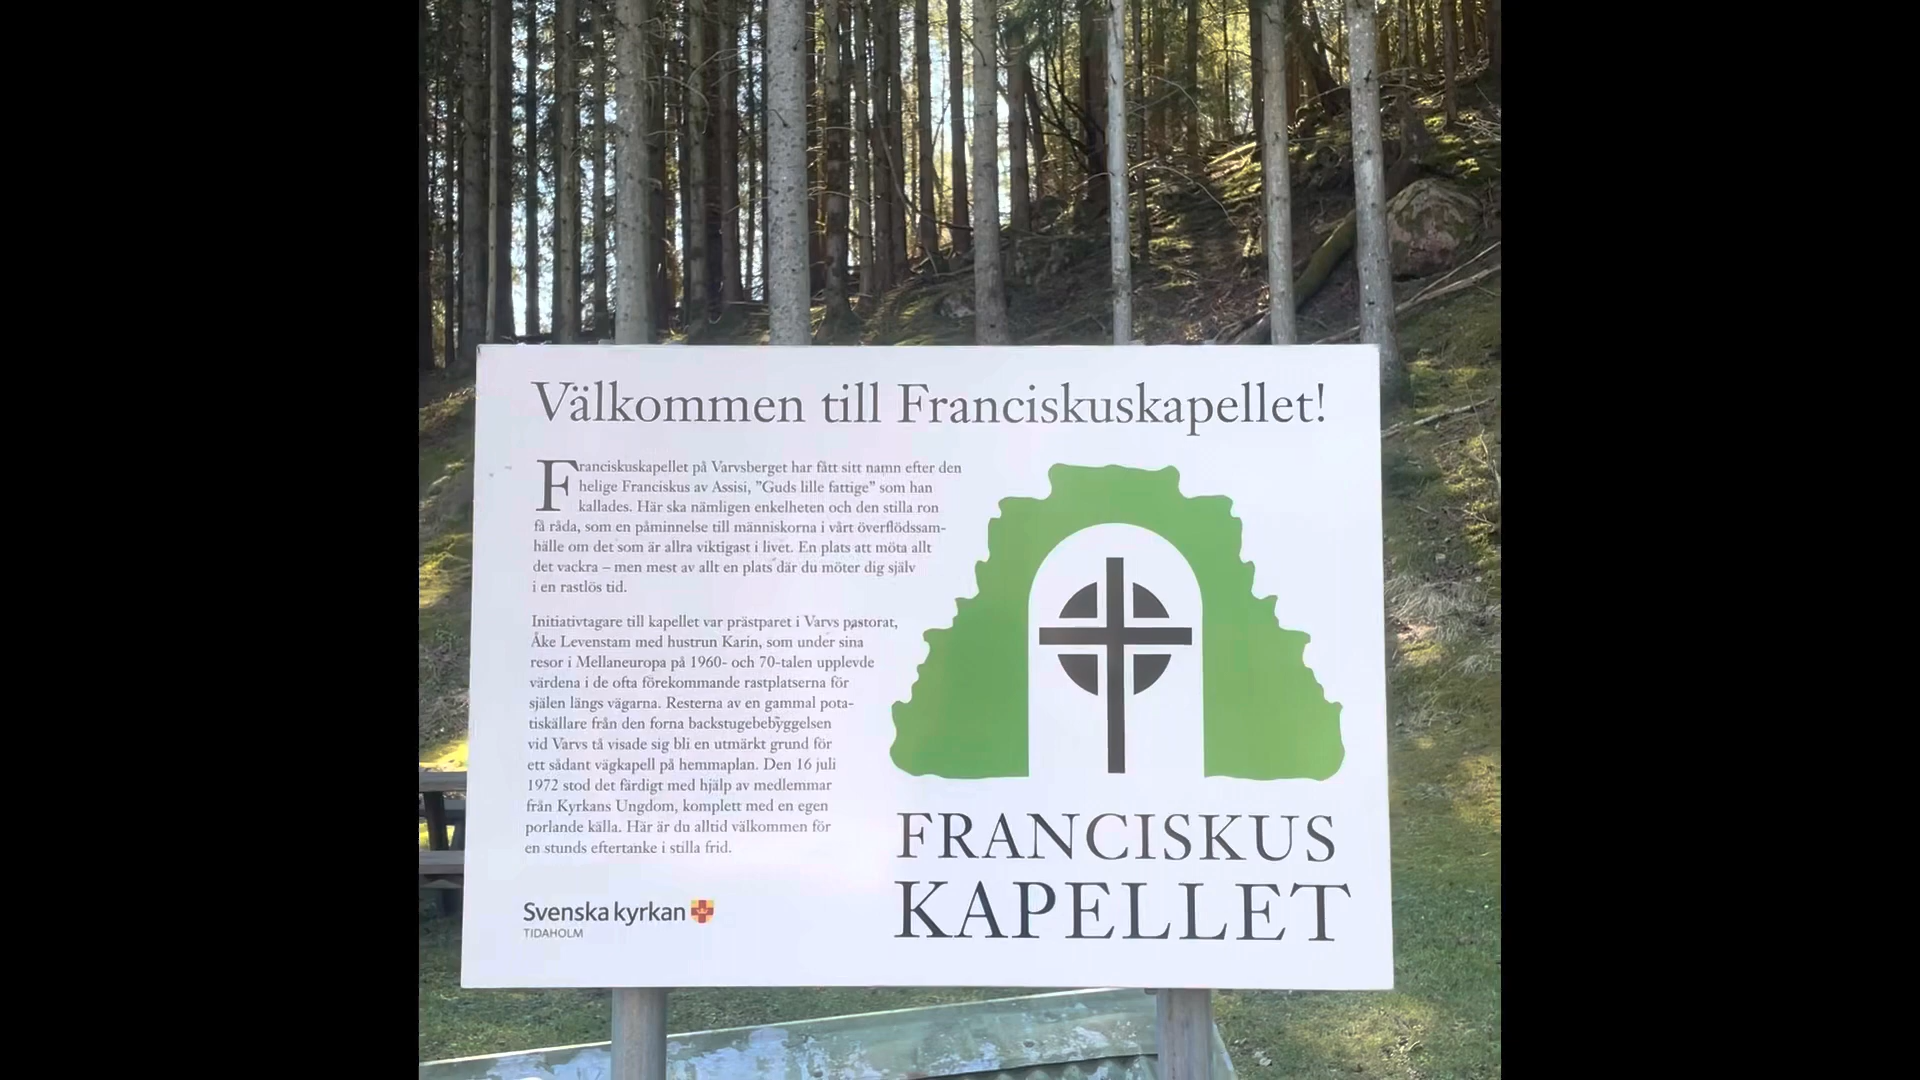 Välkommen till Franciskuskapellet!
Franciskuskapellet på Varvsberget har fått sitt namn efter den
helige Franciskus av Assisi, ”Guds lille fattige” som han
kallades. Här ska nämligen enkelheten och den stilla ron
få råda, som en påminnelse till människorna i vårt överflödssam-
hälle om det som är allra viktigast i livet. En plats att möta allt
det vackra – men mest av allt en plats där du möter dig själv
i en rastlös tid.
Initiativtagare till kapellet var prästparet i Varvs pastorat,
Åke Levenstam med hustrun Karin, som under sina
resor i Mellaneuropa på 1960- och 70-talen upplevde
värdena i de ofta förekommande rastplatserna för
själen längs vägarna. Resterna av en gammal pota-
tiskällare från den forna backstugebebyggelsen
vid Varvs tå visade sig bli en utmärkt grund för
ett sådant vägkapell på hemmaplan. Den 16 juli
1972 stod det färdigt med hjälp av medlemmar
från Kyrkans Ungdom, komplett med en egen
porlande källa. Här är du alltid välkommen för
en stunds eftertanke i stilla frid.
Svenska kyrkan
TIDAHOLM
FRANCISKUS
KAPELLET